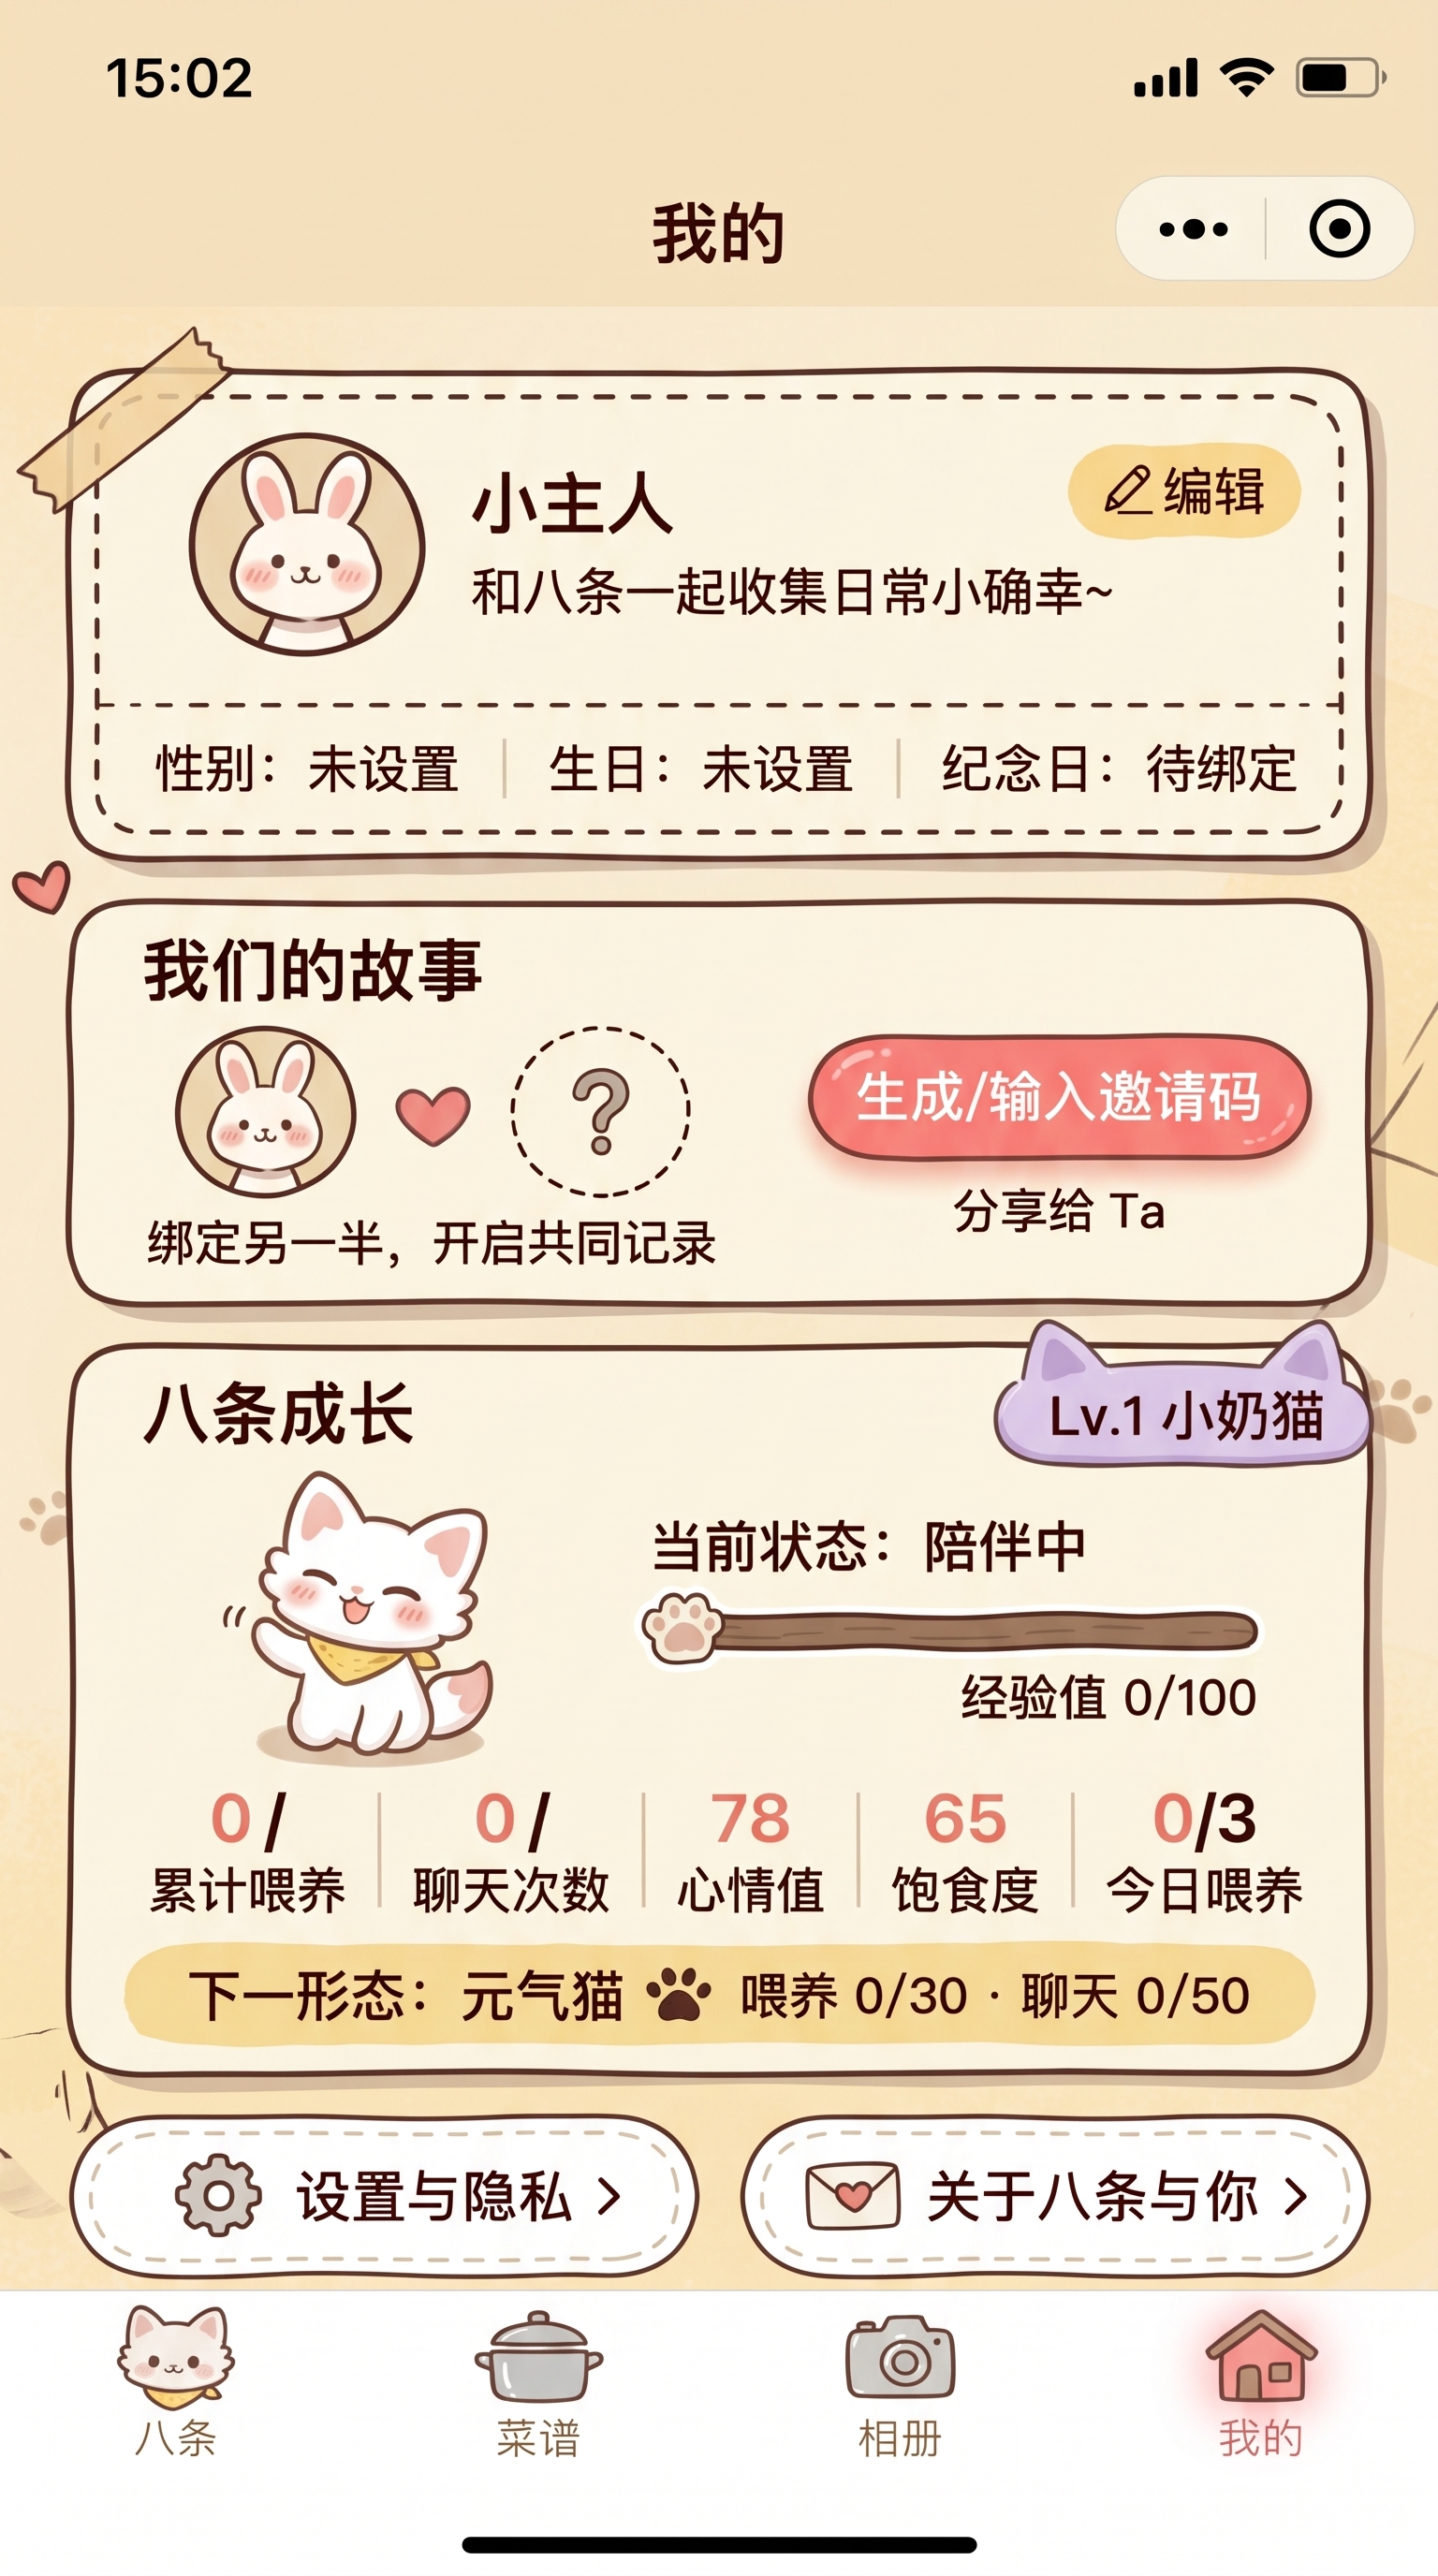 15:02
我的
小主人
编辑
和八条一起收集日常小确幸~
性别：未设置
生日：未设置
纪念日：待绑定
我们的故事
?
生成/输入邀请码
分享给 Ta
绑定另一半，开启共同记录
八条成长
Lv.1 小奶猫
当前状态：陪伴中
经验值 0/100
0/
累计喂养
0/
聊天次数
78
心情值
65
饱食度
0/3
今日喂养
下一形态：元气猫 喂养 0/30 · 聊天 0/50
设置与隐私 >
关于八条与你 >
八条
菜谱
相册
我的